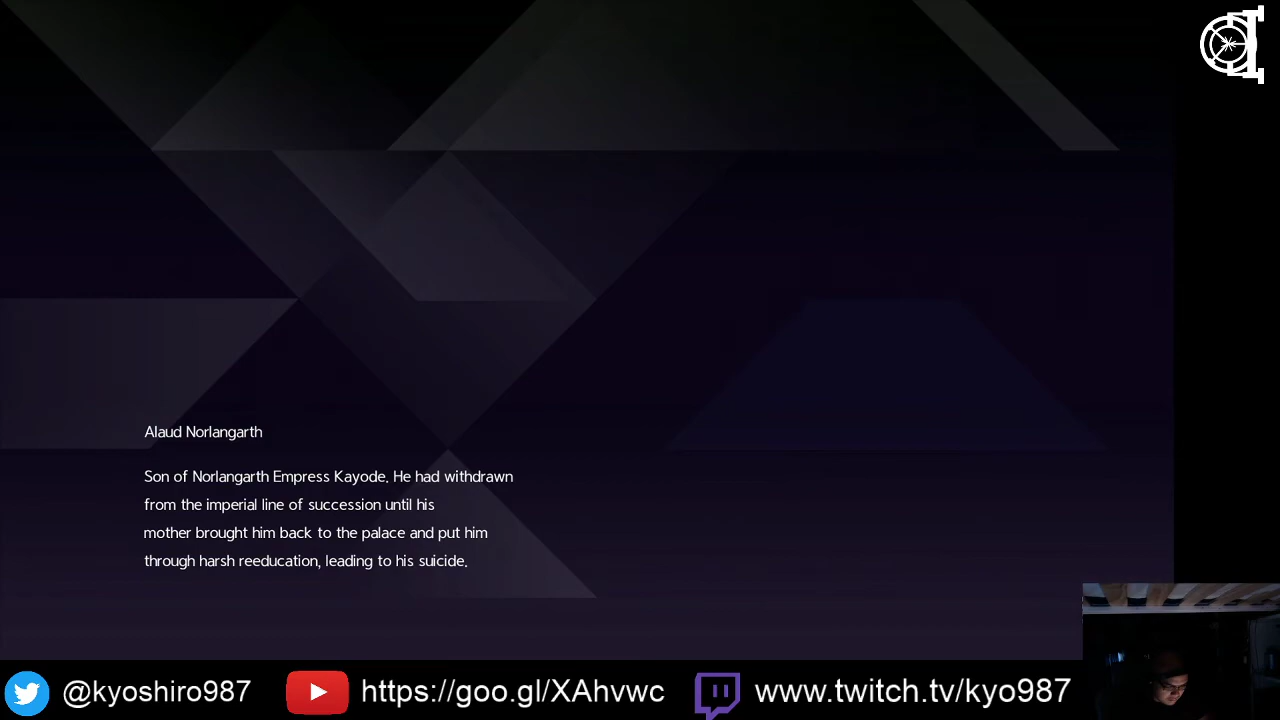 Alaud Norlangarth
Son of Norlangarth Empress Kayode. He had withdrawn
from the imperial line of succession until his
mother brought him back to the palace and put him
through harsh reeducation, leading to his suicide.
@kyoshiro987 https://goo.gl/XAhvwc www.twitch.tv/kyo987